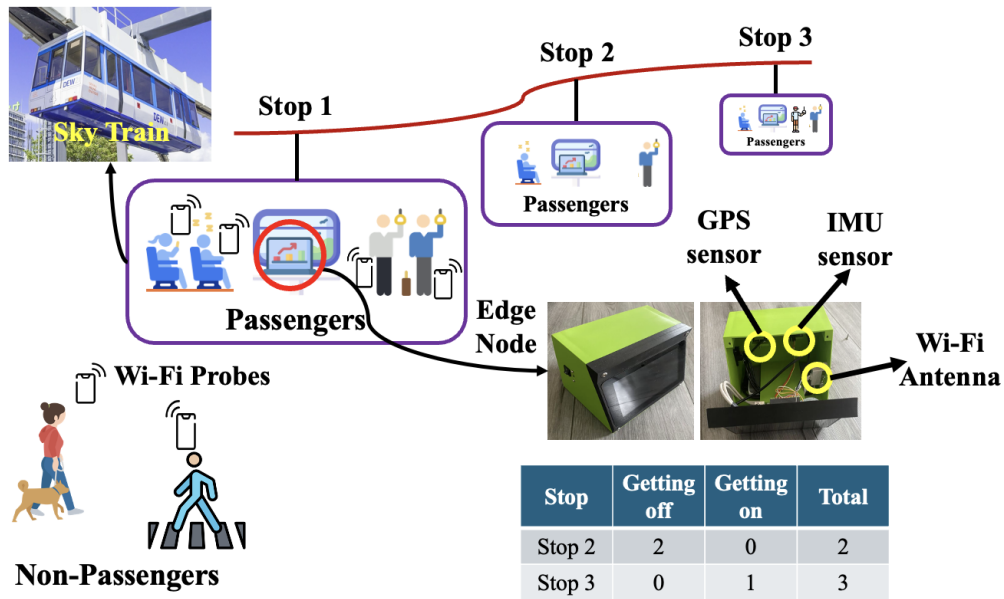 DEW
DEW
Sky Train
Stop 1
Stop 2
Stop 3
Passengers
Passengers
Passengers
GPS
sensor
IMU
sensor
Edge
Node
Wi-Fi
Antenna
Wi-Fi Probes
Non-Passengers
Stop Getting off Getting on Total
Stop 2 2 0 2
Stop 3 0 1 3